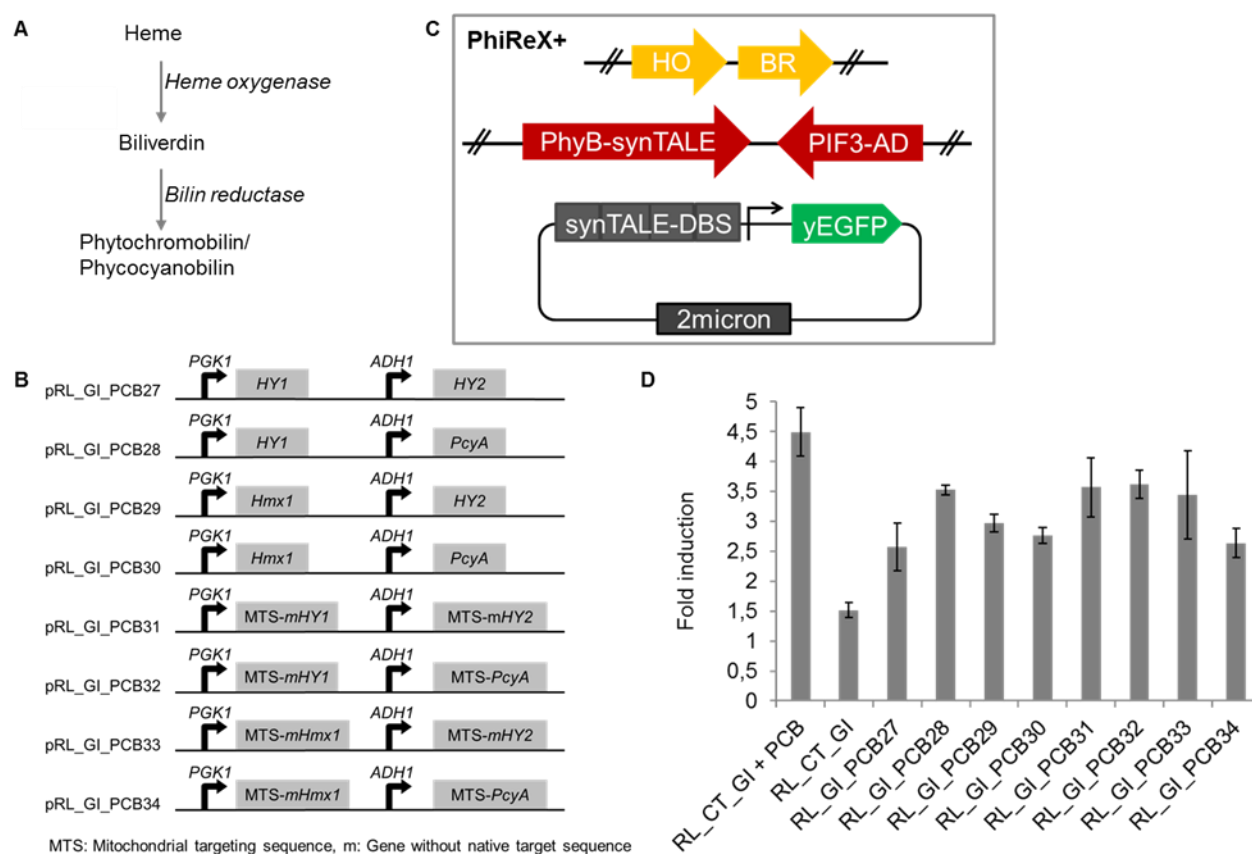 A
Heme
Heme oxygenase
Biliverdin
Bilin reductase
Phytochromobilin/
Phycocyanobilin
C
PhiReX+
HO BR
PhyB-synTALE PIF3-AD
synTALE-DBS yEGFP
2micron
B
PGK1 ADH1
pRL_GI_PCB27 HY1 HY2
PGK1 ADH1
pRL_GI_PCB28 HY1 PcyA
PGK1 ADH1
pRL_GI_PCB29 Hmx1 HY2
PGK1 ADH1
pRL_GI_PCB30 Hmx1 PcyA
PGK1 ADH1
pRL_GI_PCB31 MTS-mHY1 MTS-mHY2
PGK1 ADH1
pRL_GI_PCB32 MTS-mHY1 MTS-PcyA
PGK1 ADH1
pRL_GI_PCB33 MTS-mHmx1 MTS-mHY2
PGK1 ADH1
pRL_GI_PCB34 MTS-mHmx1 MTS-PcyA
MTS: Mitochondrial targeting sequence, m: Gene without native target sequence
D
Fold induction
5
4,5
4
3,5
3
2,5
2
1,5
1
0,5
0
RL_CT_GI + PCB
RL_CT_GI
RL_GI_PCB27
RL_GI_PCB28
RL_GI_PCB29
RL_GI_PCB30
RL_GI_PCB31
RL_GI_PCB32
RL_GI_PCB33
RL_GI_PCB34